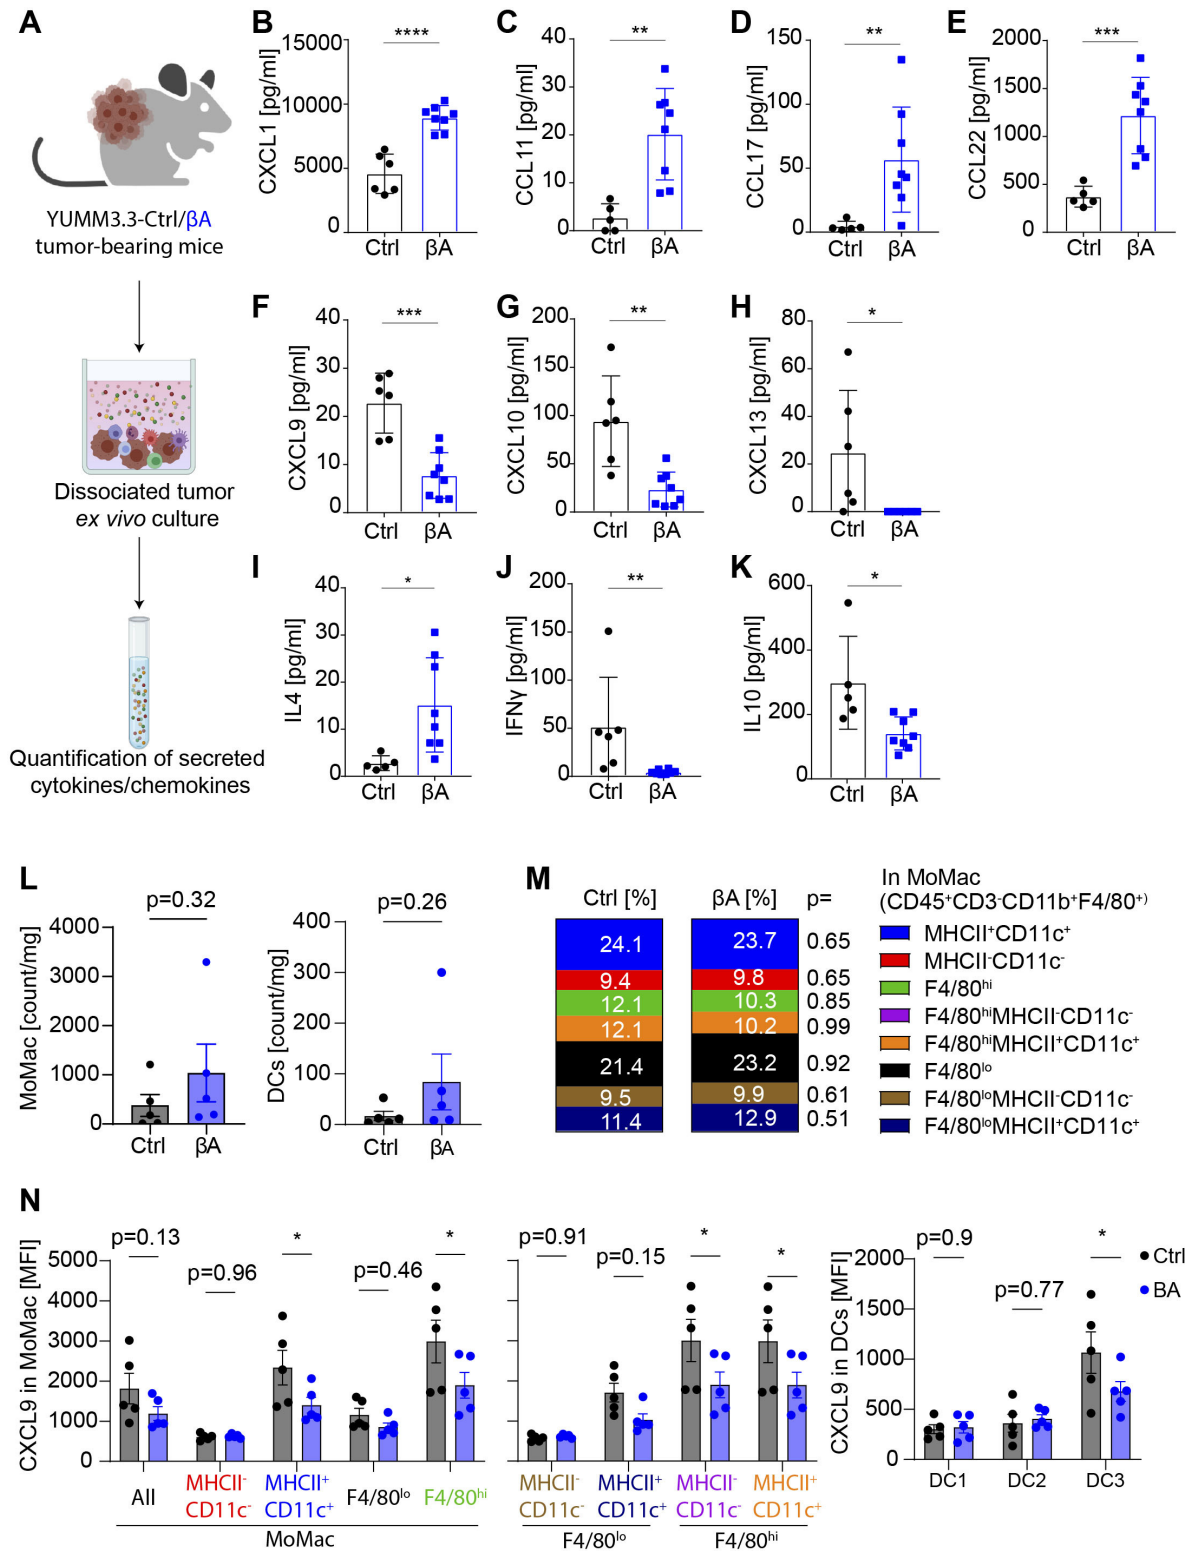 A
YUMM3.3-Ctrl/βA
tumor-bearing mice
Dissociated tumor
ex vivo culture
Quantification of secreted
cytokines/chemokines
B
****
CXCL1 [pg/ml]
15000
10000
5000
0
Ctrl βA
C
**
CCL11 [pg/ml]
40
30
20
10
0
Ctrl βA
D
**
CCL17 [pg/ml]
150
100
50
0
Ctrl βA
E
***
CCL22 [pg/ml]
2000
1500
1000
500
0
Ctrl βA
F
***
CXCL9 [pg/ml]
40
30
20
10
0
Ctrl βA
G
**
CXCL10 [pg/ml]
200
150
100
50
0
Ctrl βA
H
*
CXCL13 [pg/ml]
80
60
40
20
0
Ctrl βA
I
*
IL4 [pg/ml]
40
30
20
10
0
Ctrl βA
J
**
IFNγ [pg/ml]
200
150
100
50
0
Ctrl βA
K
*
IL10 [pg/ml]
600
400
200
0
Ctrl βA
L
p=0.32
MoMac [count/mg]
4000
3000
2000
1000
0
Ctrl βA
p=0.26
DCs [count/mg]
400
300
200
100
0
Ctrl βA
M
Ctrl [%] βA [%] p=
24.1 23.7 0.65
9.4 9.8 0.65
12.1 10.3 0.85
12.1 10.2 0.99
21.4 23.2 0.92
9.5 9.9 0.61
11.4 12.9 0.51
In MoMac
(CD45⁺CD3⁻CD11b⁺F4/80⁺⁾
MHCII⁺CD11c⁺
MHCII⁻CD11c⁻
F4/80ʰⁱ
F4/80ʰⁱMHCII⁻CD11c⁻
F4/80ʰⁱMHCII⁺CD11c⁺
F4/80ˡᵒ
F4/80ˡᵒMHCII⁻CD11c⁻
F4/80ˡᵒMHCII⁺CD11c⁺
N
CXCL9 in MoMac [MFI]
5000
4000
3000
2000
1000
0
p=0.13
p=0.96
*
p=0.46
*
All
MHCII⁻
CD11c⁻
MHCII⁺
CD11c⁺
F4/80ˡᵒ
F4/80ʰⁱ
MoMac
p=0.91
p=0.15
*
*
MHCII⁻
CD11c⁻
MHCII⁺
CD11c⁺
MHCII⁻
CD11c⁻
MHCII⁺
CD11c⁺
F4/80ˡᵒ
F4/80ʰⁱ
CXCL9 in DCs [MFI]
2000
1500
1000
500
0
p=0.9
p=0.77
*
DC1 DC2 DC3
Ctrl
BA